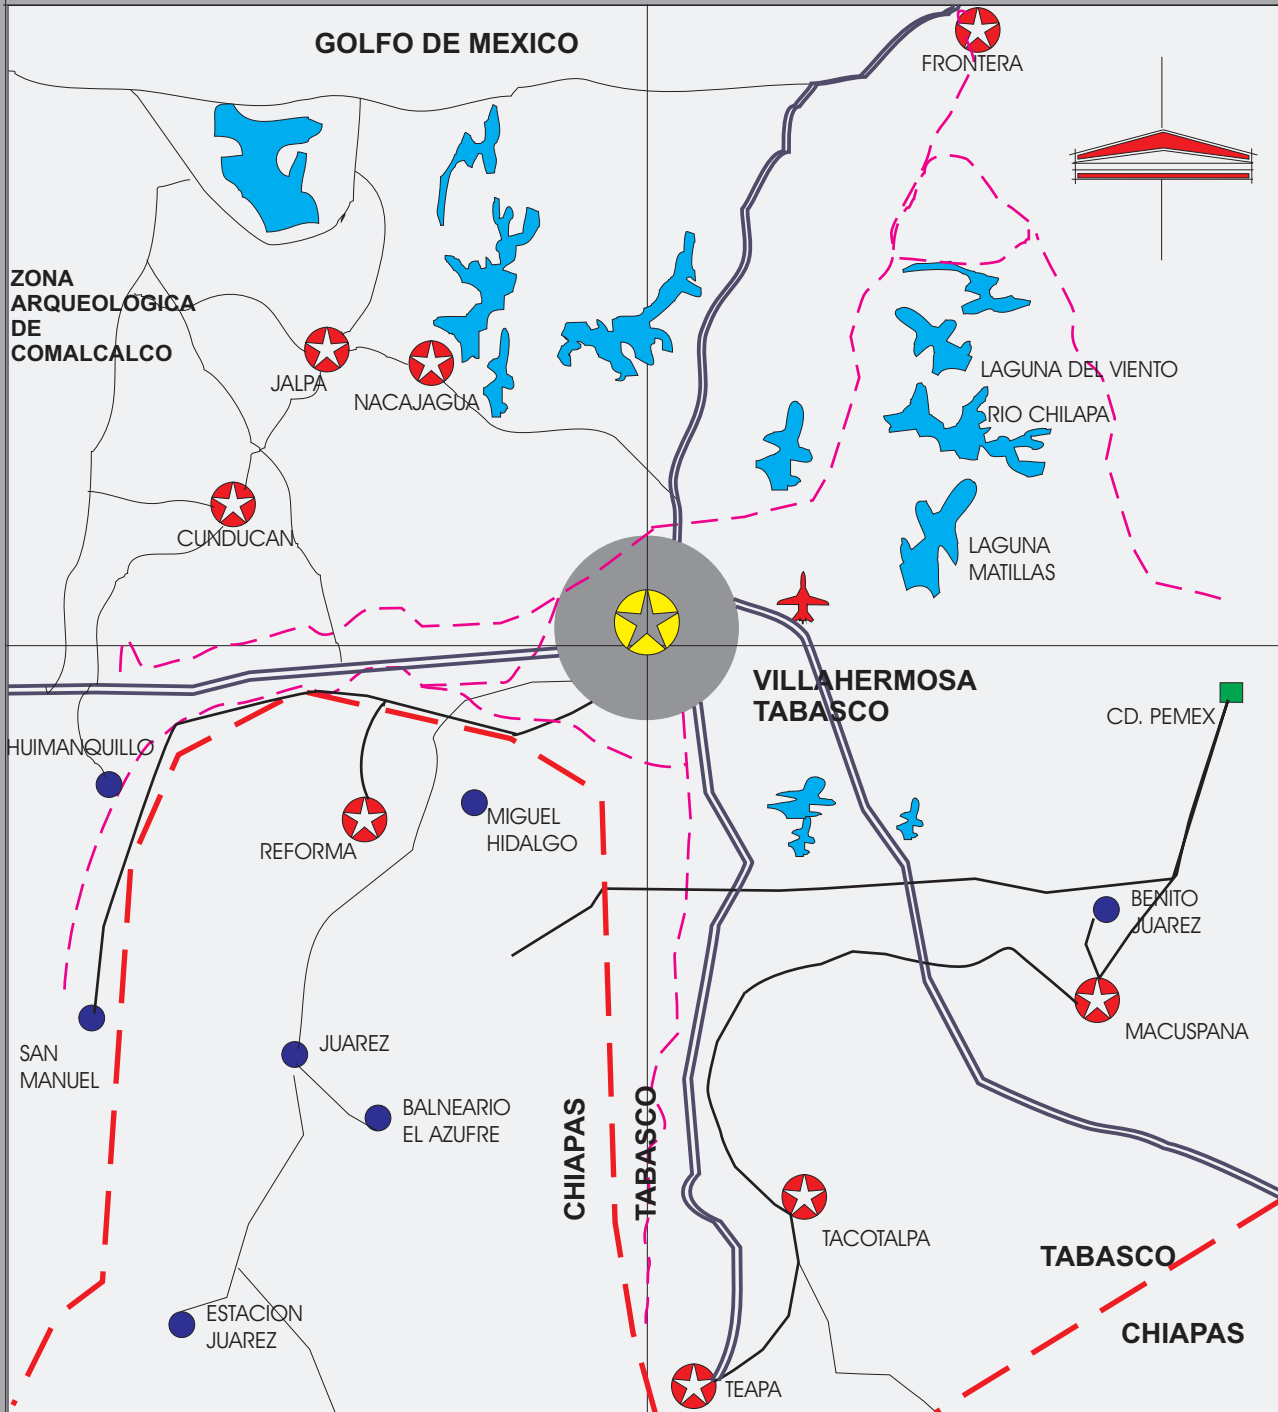 GOLFO DE MEXICO
FRONTERA
ZONA
ARQUEOLOGICA
DE
COMALCALCO
JALPA
NACAJAGUA
LAGUNA DEL VIENTO
RIO CHILAPA
CUNDUCAN
LAGUNA
MATILLAS
VILLAHERMOSA
TABASCO
CD. PEMEX
HUIMANQUILLO
MIGUEL
HIDALGO
REFORMA
BENITO
JUAREZ
MACUSPANA
SAN
MANUEL
JUAREZ
BALNEARIO
EL AZUFRE
CHIAPAS
TABASCO
TACOTALPA
TABASCO
CHIAPAS
ESTACION
JUAREZ
TEAPA